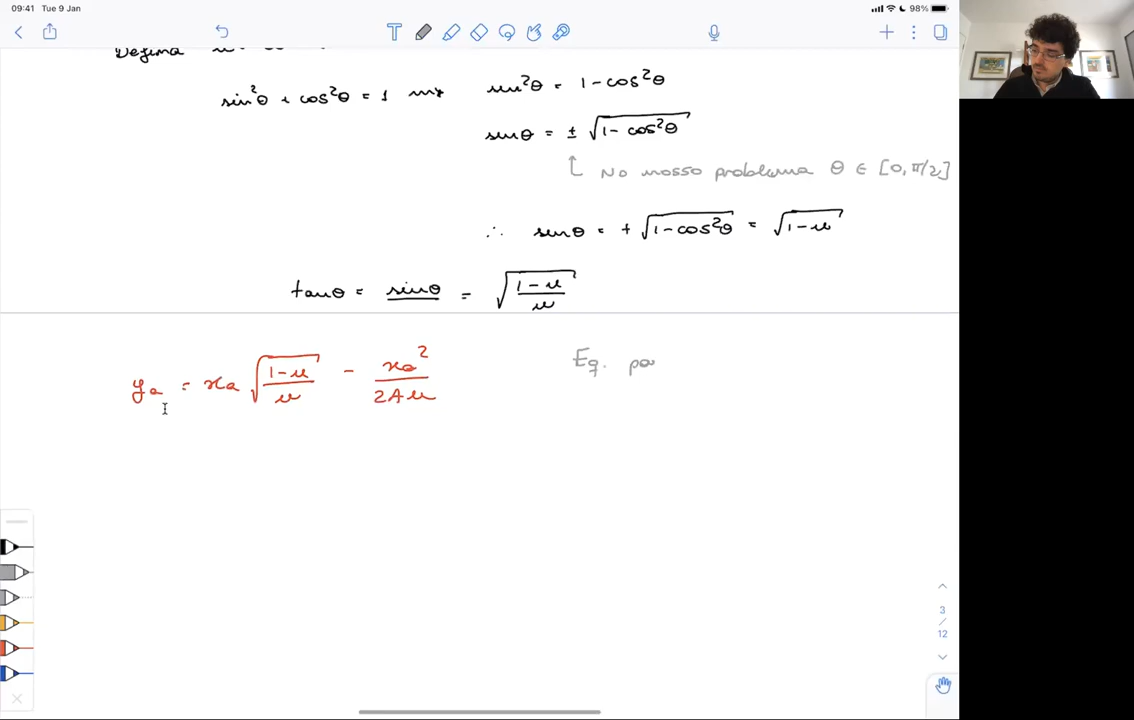 09:41 Tue 9 Jan 98%
Defina
sin²θ + cos²θ = 1 sin²θ = 1 - cos²θ
sinθ = ± √(1 - cos²θ)
No nosso problema θ ∈ [0, π/2]
∴ sinθ = + √(1 - cos²θ) = √(1 - u)
tanθ = sinθ = √((1 - u)/u)
yₐ = xₐ √((1 - u)/u) - xₐ²/(2Au) Eq. pa
3
/
12